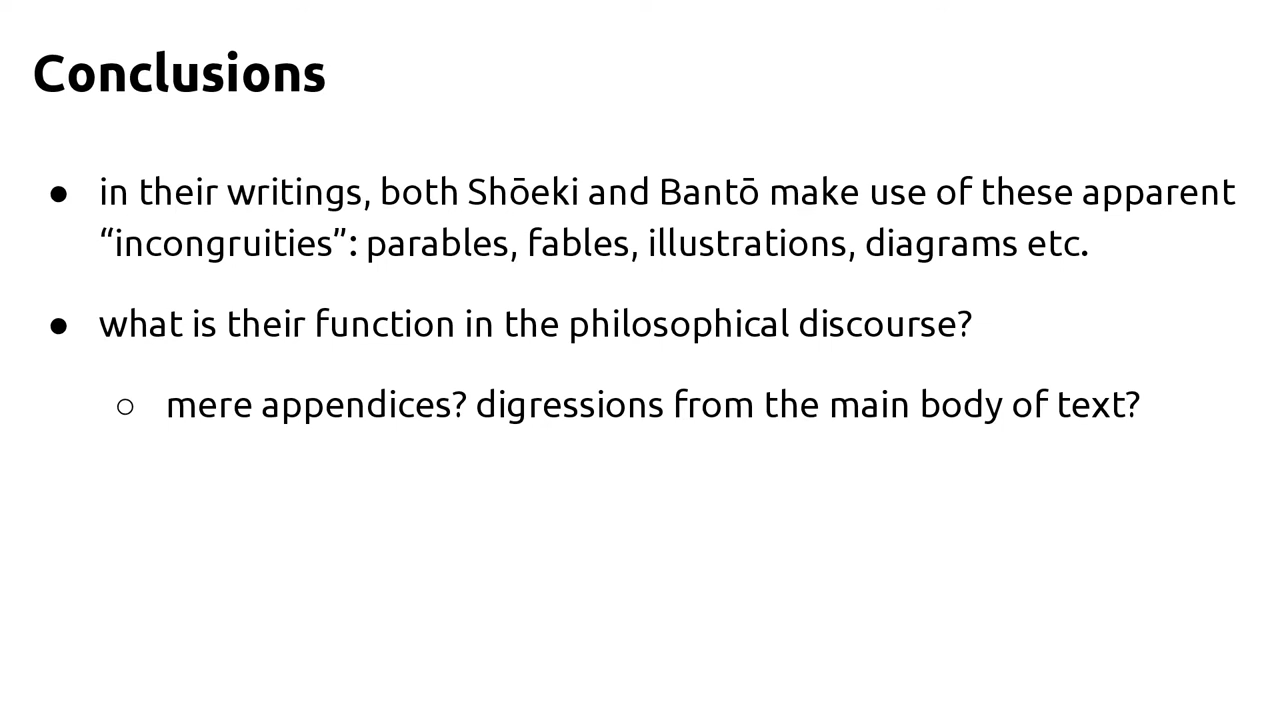 Conclusions
● in their writings, both Shōeki and Bantō make use of these apparent
“incongruities”: parables, fables, illustrations, diagrams etc.
● what is their function in the philosophical discourse?
○ mere appendices? digressions from the main body of text?